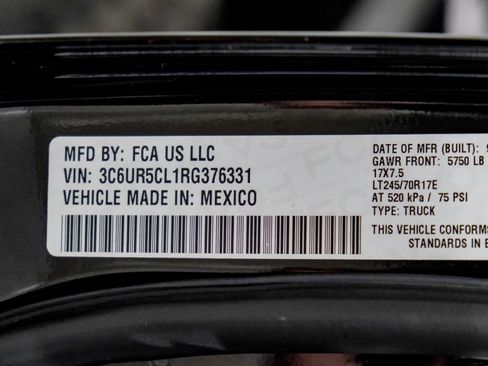 MFD BY: FCA US LLC
VIN: 3C6UR5CL1RG376331
VEHICLE MADE IN: MEXICO
DATE OF MFR (BUILT):
GAWR FRONT: 5750 LB
17X7.5
LT245/70R17E
AT 520 kPa / 75 PSI
TYPE: TRUCK
THIS VEHICLE CONFORMS
STANDARDS IN